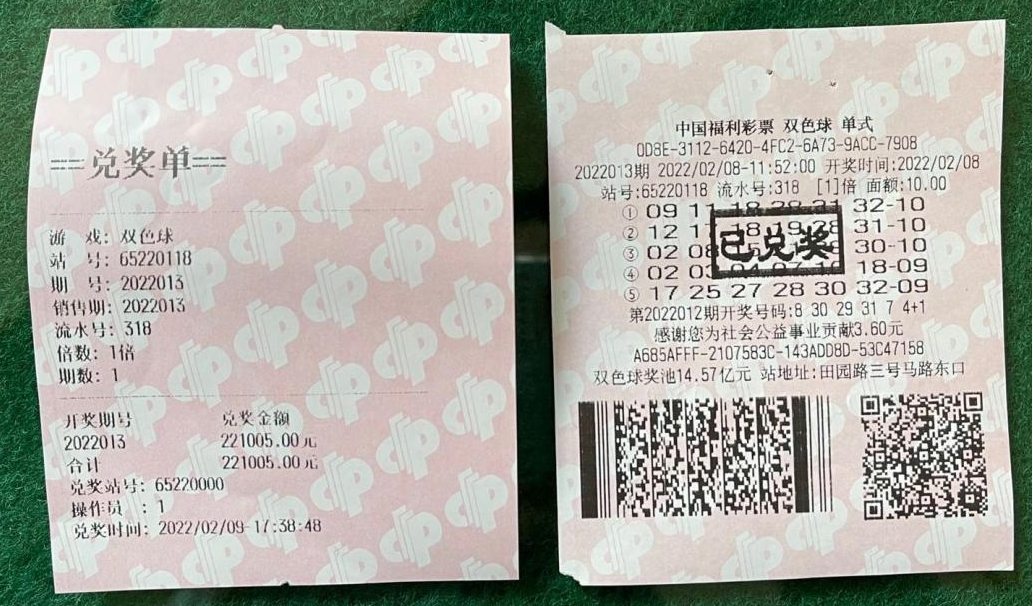 ==兑奖单==
游 戏: 双色球
站 号: 65220118
期 号: 2022013
销售期: 2022013
流水号: 318
倍数: 1倍
期数: 1
开奖期号 兑奖金额
2022013 221005.00元
合计 221005.00元
兑奖站号: 65220000
操作员 : 1
兑奖时间: 2022/02/09-17:38:48
中国福利彩票 双色球 单式
0D8E-3112-6420-4FC2-6A73-9ACC-7908
2022013期 2022/02/08-11:52:00 开奖时间:2022/02/08
站号:65220118 流水号:318 [1]倍 面额:10.00
① 09 11 18 28 31 32-10
② 12 31-10
已兑奖
③ 02 30-10
④ 02 03 04 07 18-09
⑤ 17 25 27 28 30 32-09
第2022012期开奖号码:8 30 29 31 7 4+1
感谢您为社会公益事业贡献3.60元
A685AFFF-2107583C-143ADD8D-53C47158
双色球奖池14.57亿元 站地址:田园路三号马路东口